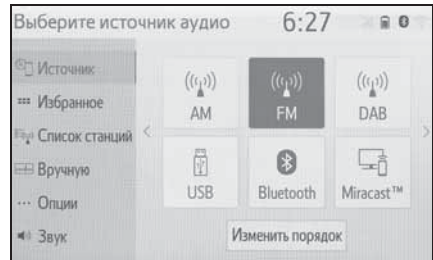 Выберите источник аудио 6:27
Источник
Избранное
Список станций
Вручную
Опции
Звук
AM FM DAB
USB Bluetooth Miracast™
Изменить порядок